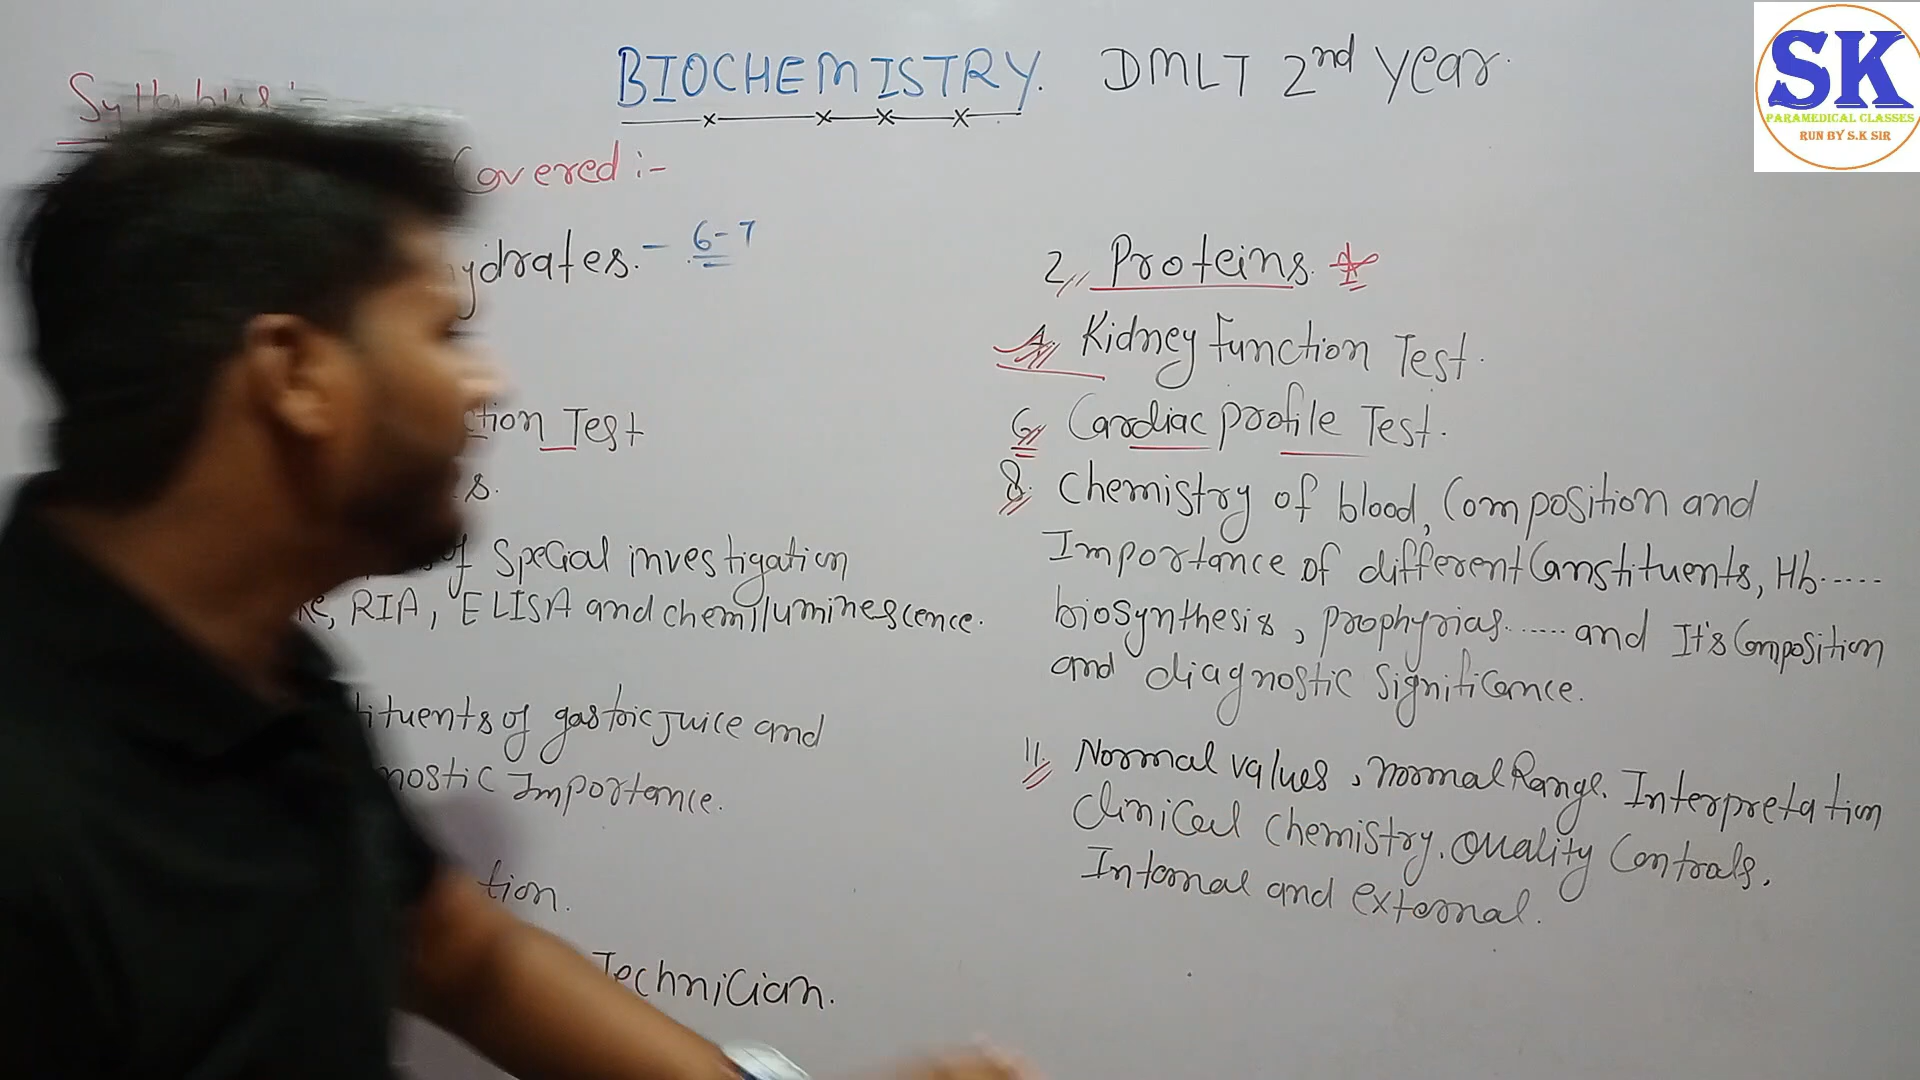 BIOCHEMISTRY. DMLT 2nd Year.
SK
PARAMEDICAL CLASSES
RUN BY S.K SIR
Syllabus :-
Covered :-
ydrates. - 6-7
ction Test
s.
of Special investigation
RIA, ELISA and chemiluminescence.
tituents of gastric Juice and
nostic Importance.
tion.
Technician.
2,, Proteins.
4. Kidney Function Test.
6 Cardiac profile Test.
8. Chemistry of blood, Composition and
Importance of different Constituents, Hb.....
biosynthesis, prophyrias...... and It's Composition
and diagnostic significance.
11. Normal values, normal Range. Interpretation
Clinical Chemistry. Quality Controls.
Internal and external.